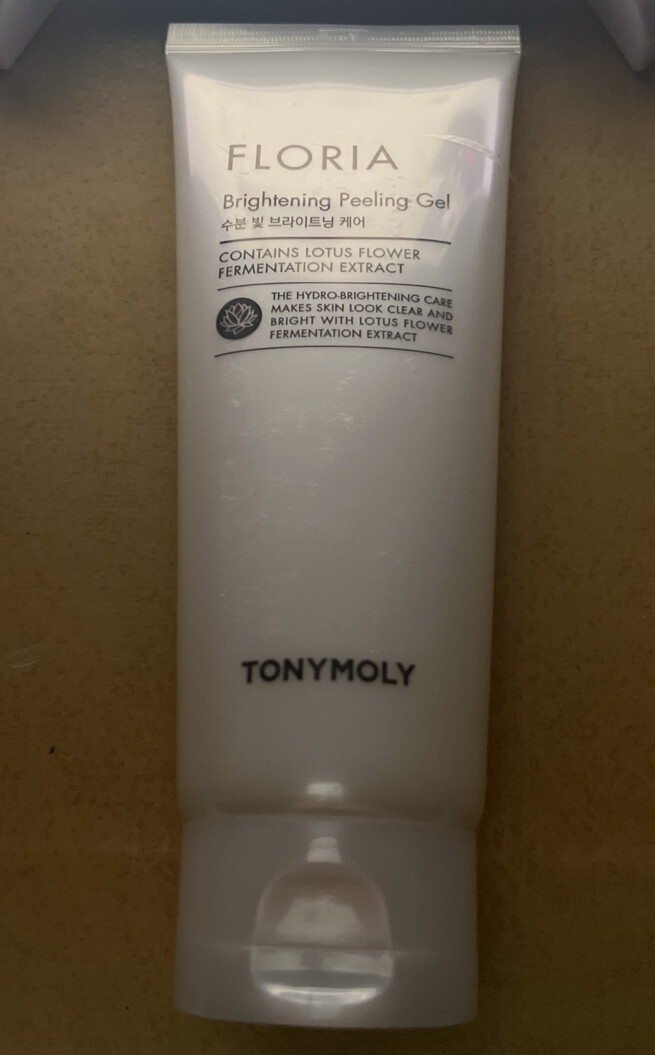 FLORIA
Brightening Peeling Gel
수분 빛 브라이트닝 케어
CONTAINS LOTUS FLOWER
FERMENTATION EXTRACT
THE HYDRO-BRIGHTENING CARE
MAKES SKIN LOOK CLEAR AND
BRIGHT WITH LOTUS FLOWER
FERMENTATION EXTRACT
TONYMOLY